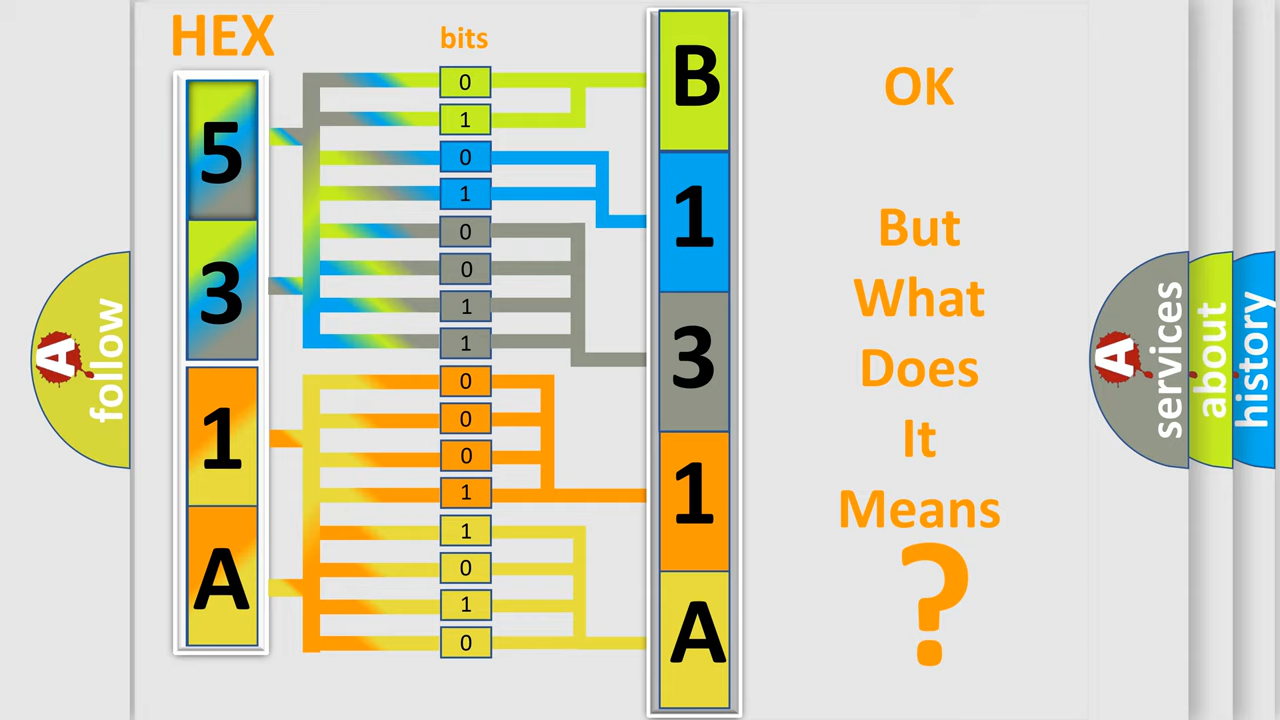 HEX
bits
5
3
1
A
0
1
0
1
0
0
1
1
0
0
0
1
1
0
1
0
B
1
3
1
A
OK
But
What
Does
It
Means
?
A
follow
A
services
about
history